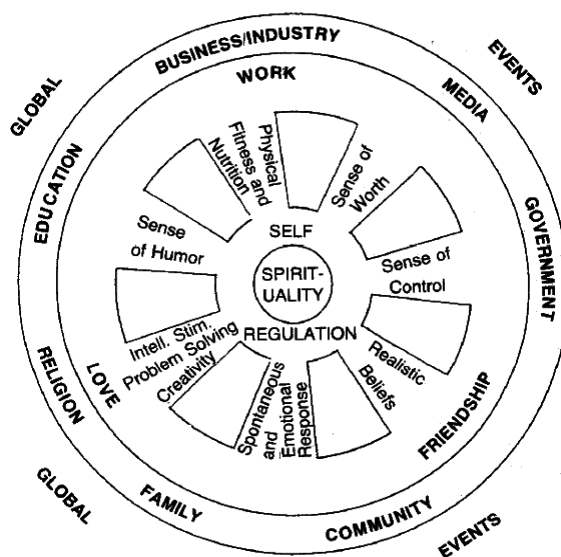 GLOBAL
EVENTS
BUSINESS/INDUSTRY
MEDIA
EDUCATION
GOVERNMENT
RELIGION
COMMUNITY
WORK
LOVE
FRIENDSHIP
FAMILY
Physical
Fitness and
Nutrition
Sense of
Worth
Sense of
Control
Realistic
Beliefs
Spontaneous
and
Emotional
Response
Intell. Stim.
Problem Solving
Creativity
Sense
of Humor
SELF
SPIRIT-
UALITY
REGULATION
GLOBAL
EVENTS